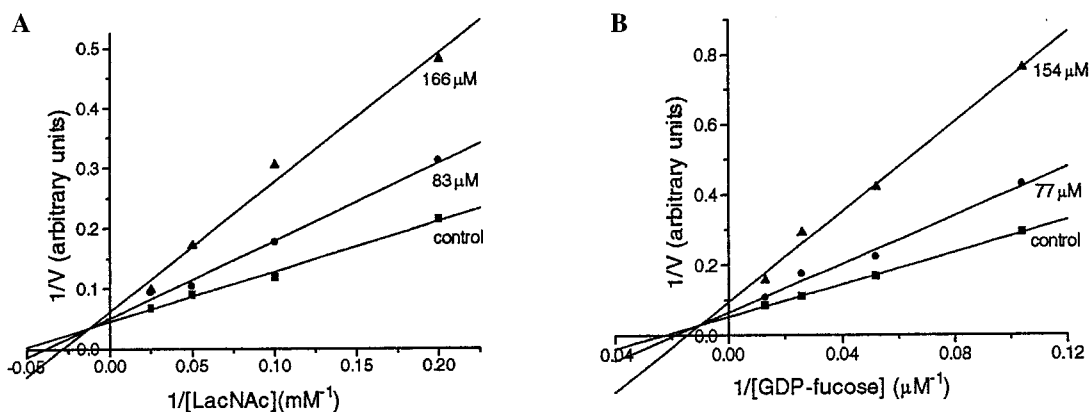 A
0.5
0.4
0.3
0.2
0.1
0.0
1/V (arbitrary units)
166 μM
83 μM
control
-0.05
0.00
0.05
0.10
0.15
0.20
1/[LacNAc](mM⁻¹)
B
0.8
0.6
0.4
0.2
0.0
1/V (arbitrary units)
154 μM
77 μM
control
0.04
0.00
0.04
0.08
0.12
1/[GDP-fucose] (μM⁻¹)